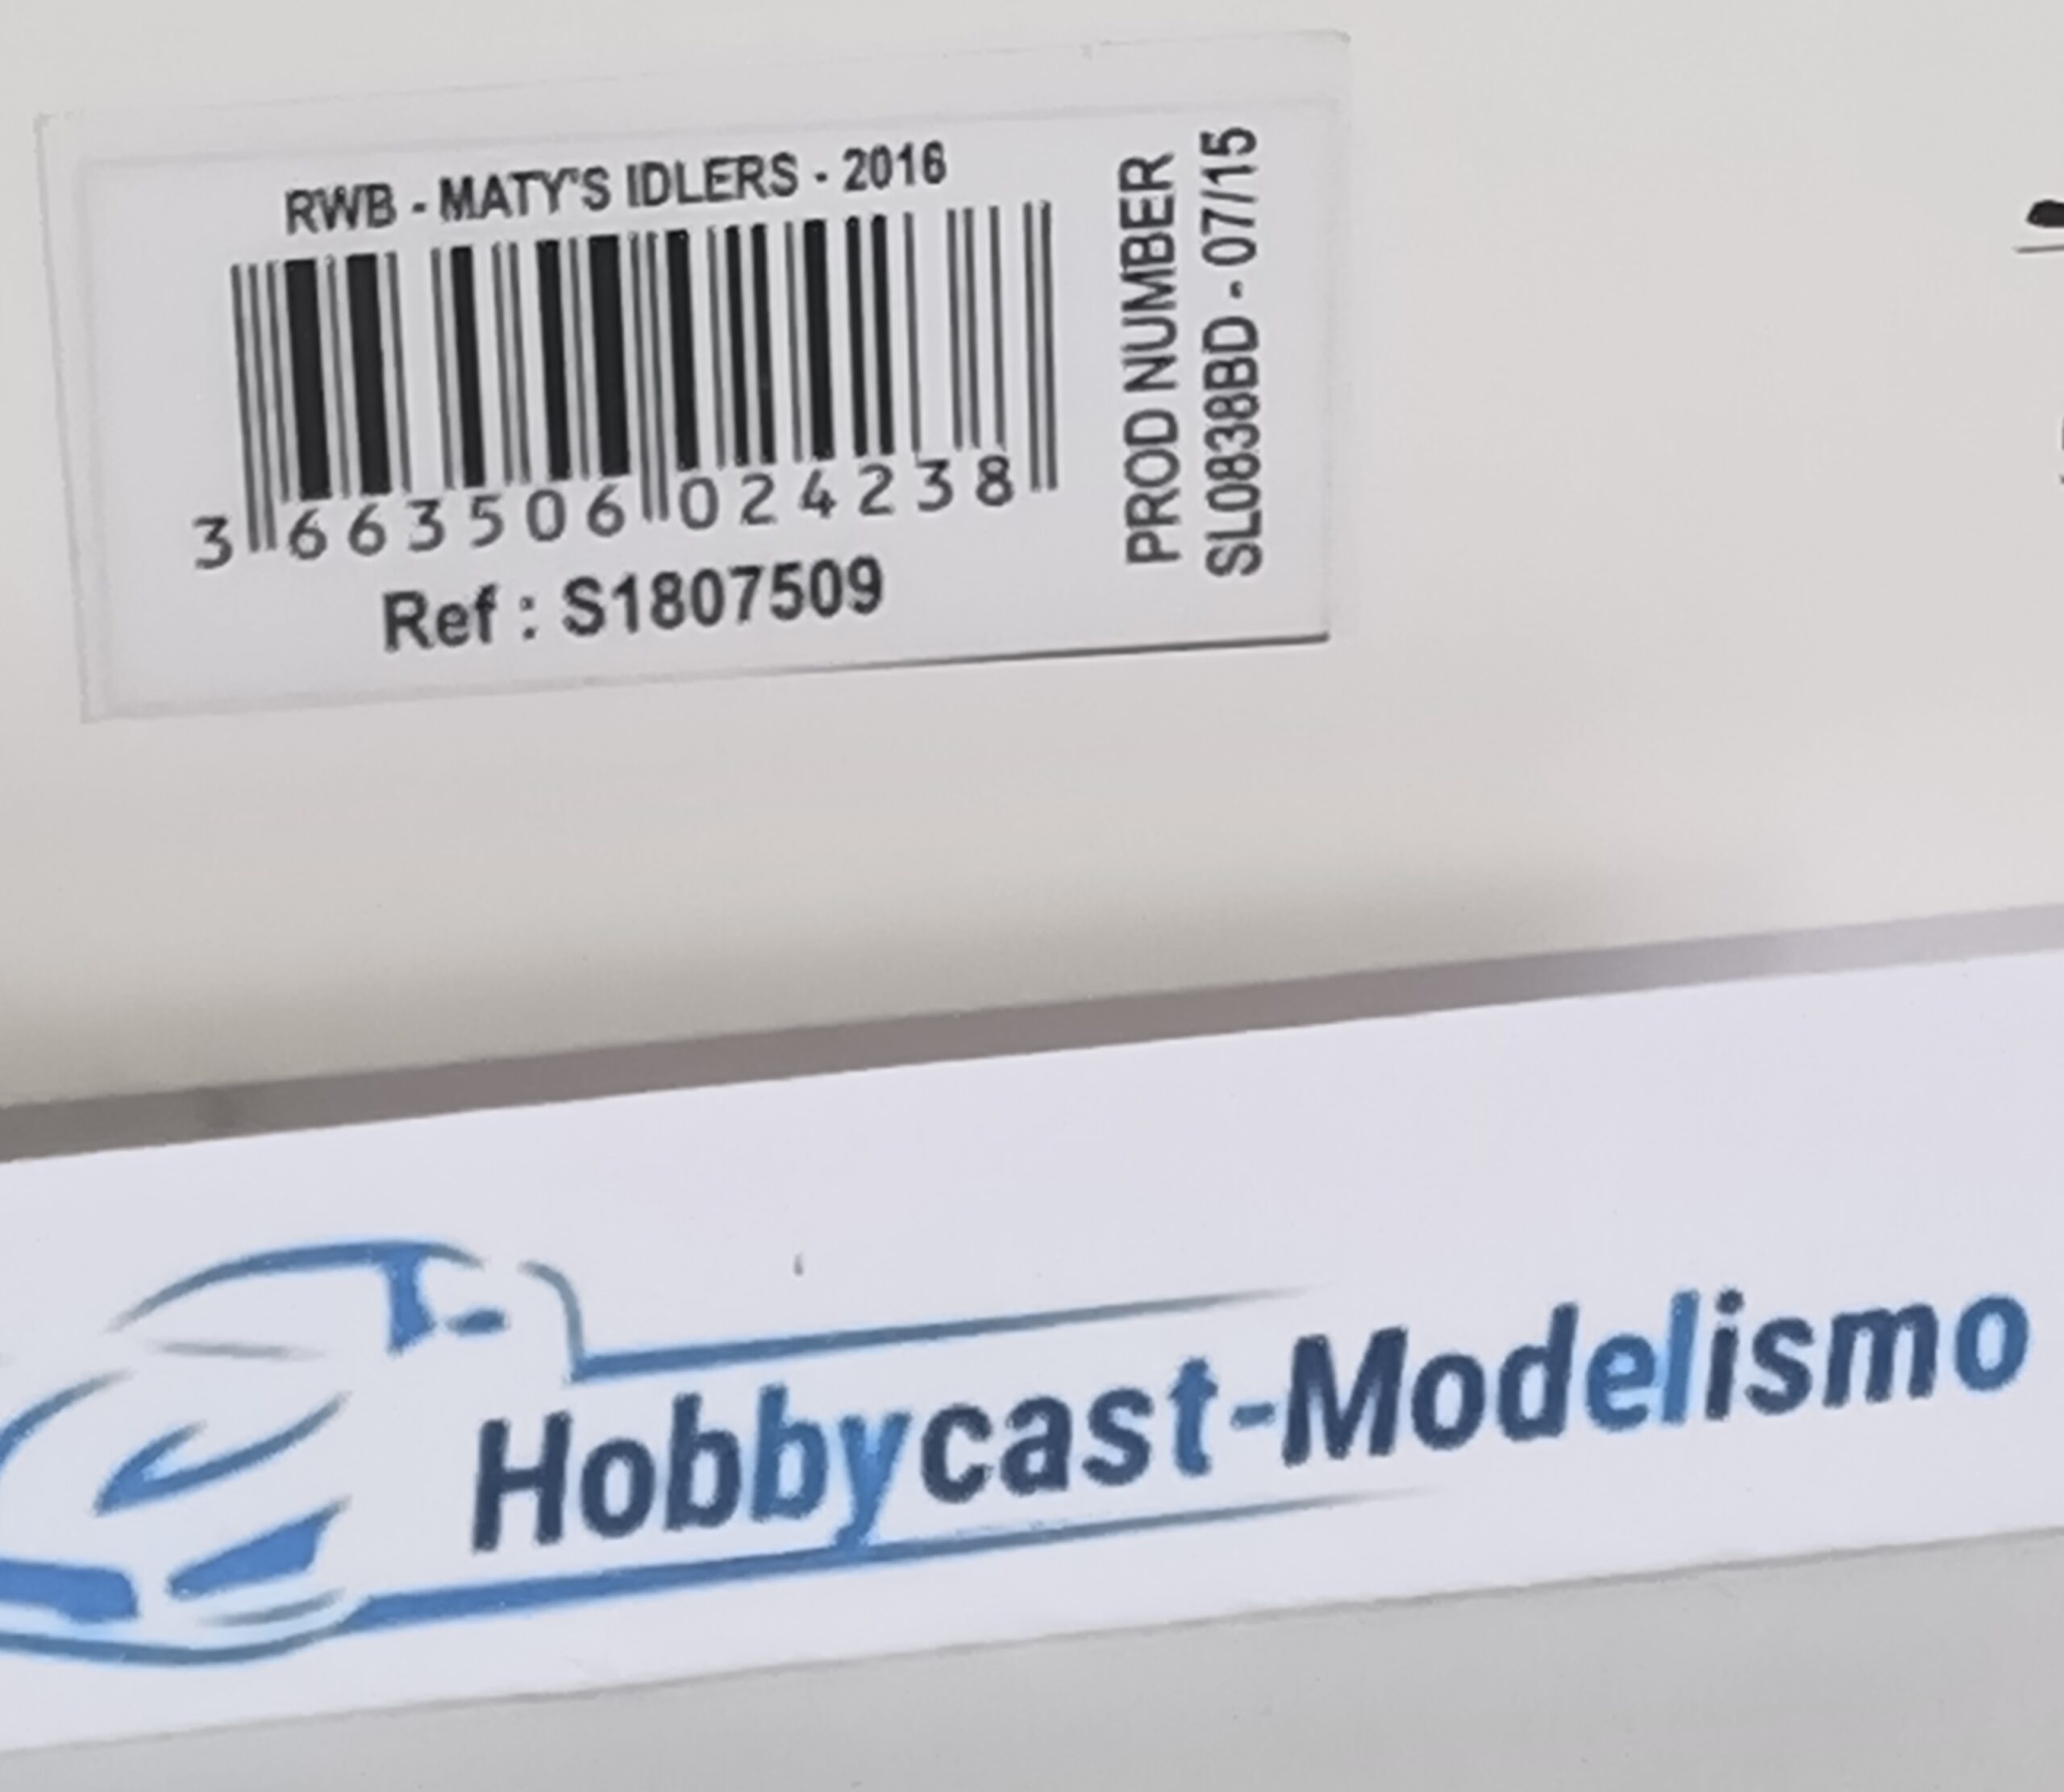 RWB - MATY'S IDLERS - 2016
3 663506 024238
Ref : S1807509
PROD NUMBER
SL0838BD - 07/15
Hobbycast-Modelismo